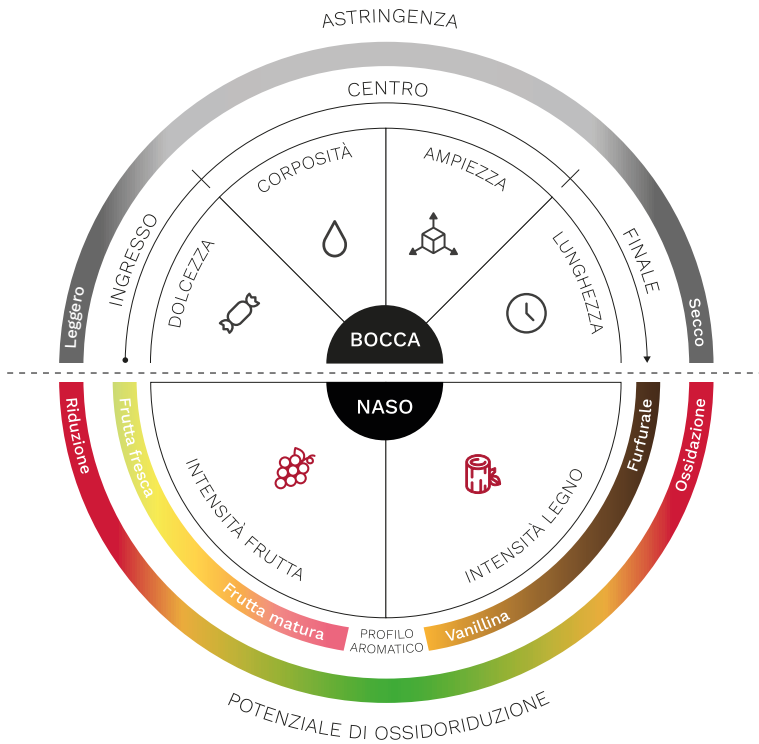 ASTRINGENZA
CENTRO
CORPOSITÀ
AMPIEZZA
INGRESSO
FINALE
DOLCEZZA
LUNGHEZZA
Leggero
Secco
BOCCA
NASO
Riduzione
Frutta fresca
Furfurale
Ossidazione
INTENSITÀ FRUTTA
INTENSITÀ LEGNO
Frutta matura
Vanillina
PROFILO
AROMATICO
POTENZIALE DI OSSIDORIDUZIONE